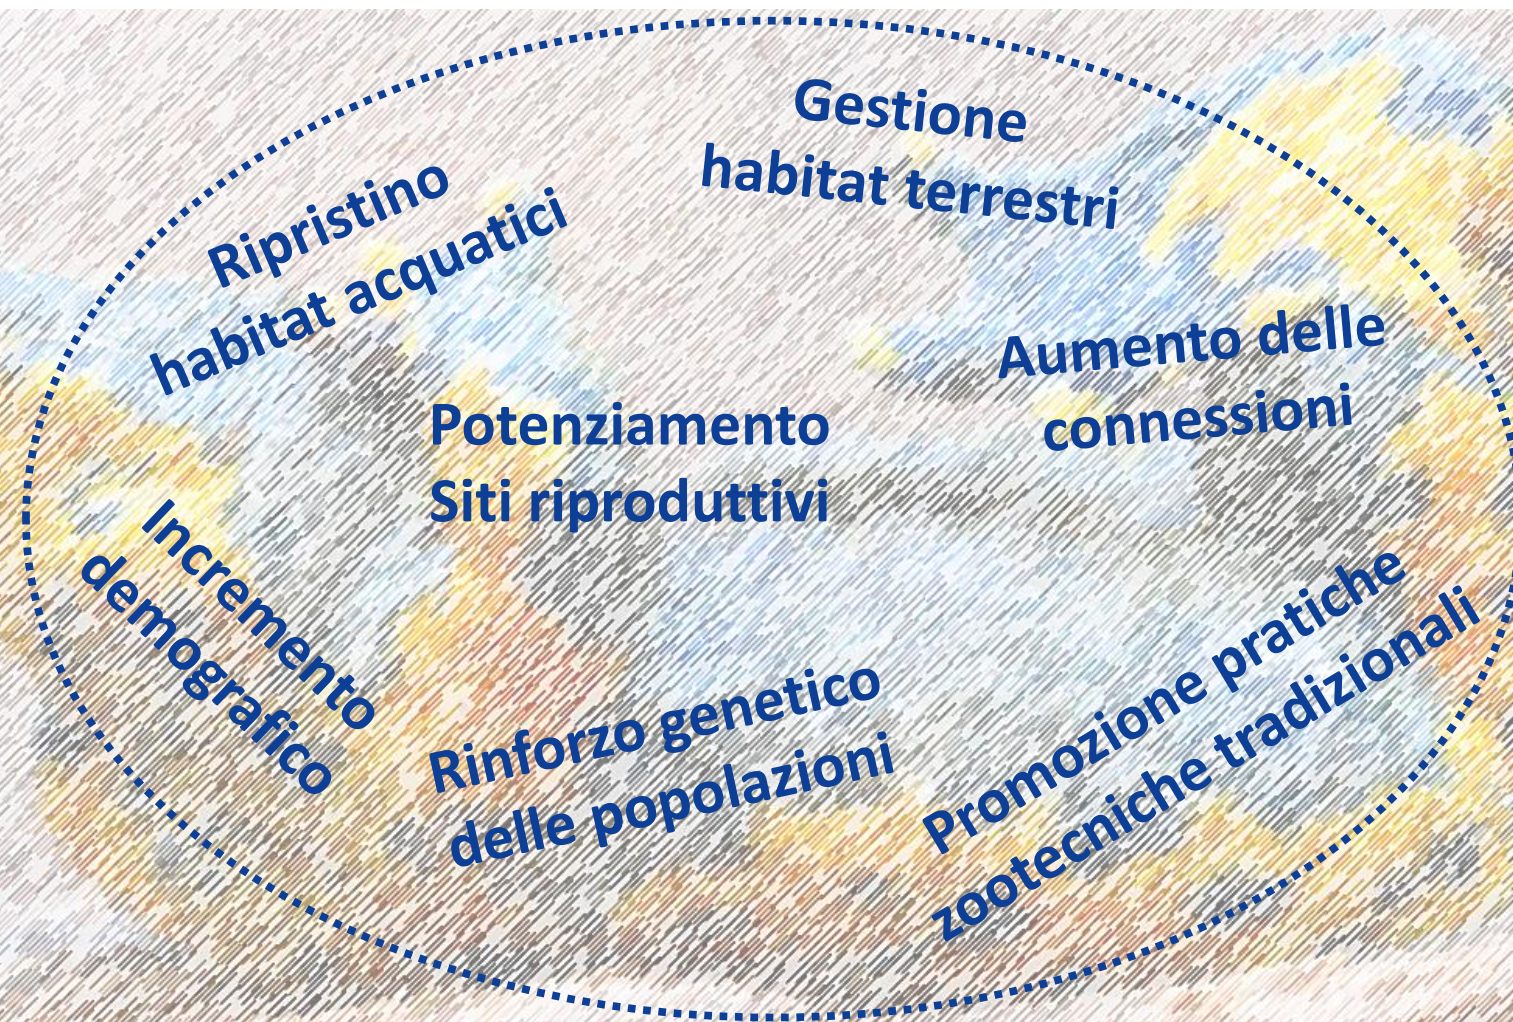 Gestione
habitat terrestri
Ripristino
habitat acquatici
Aumento delle
connessioni
Potenziamento
Siti riproduttivi
Incremento
demografico
Rinforzo genetico
delle popolazioni
Promozione pratiche
zootecniche tradizionali